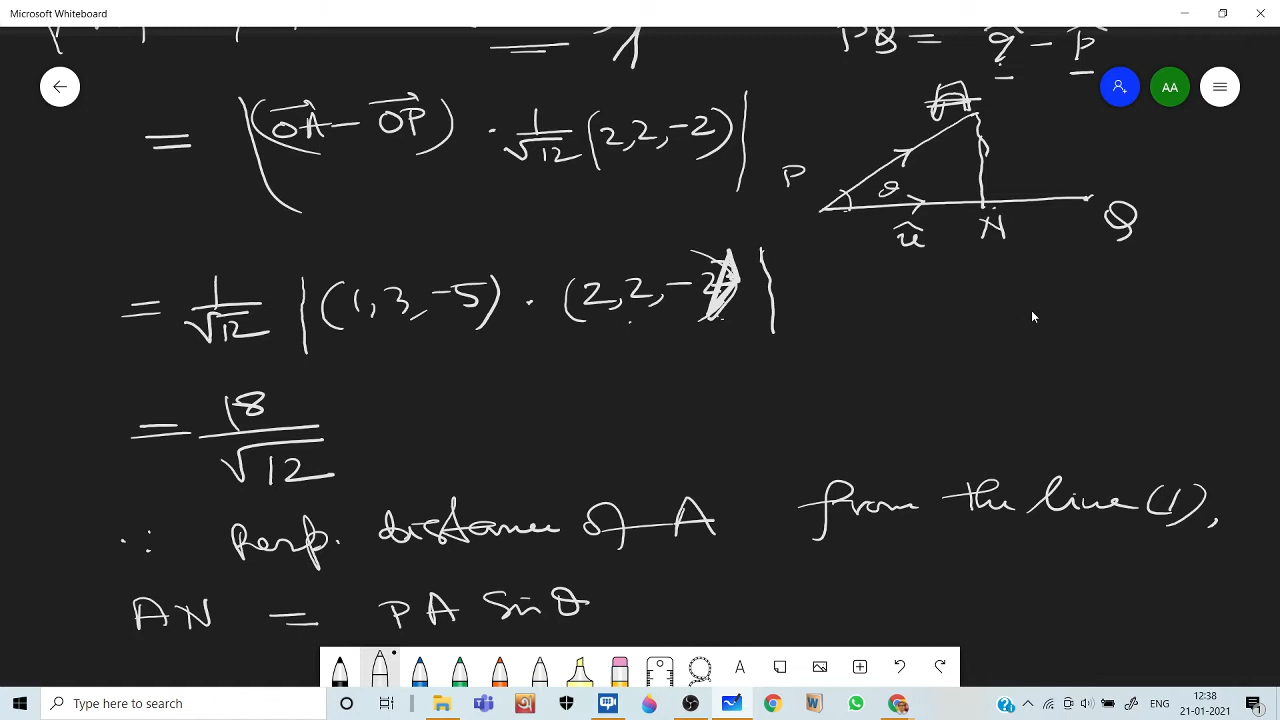 Microsoft Whiteboard
PQ = q - p
AA
= |(OA - OP) · 1/√12 (2,2,-2)|
A
P
θ
û
N
Q
= 1/√12 |(1,3,-5) · (2,2,-2)|
= 18/√12
∴ Perp. distance of A from the line (1),
AN = PA Sin θ
Type here to search
ENG
12:38
21-01-2021
1